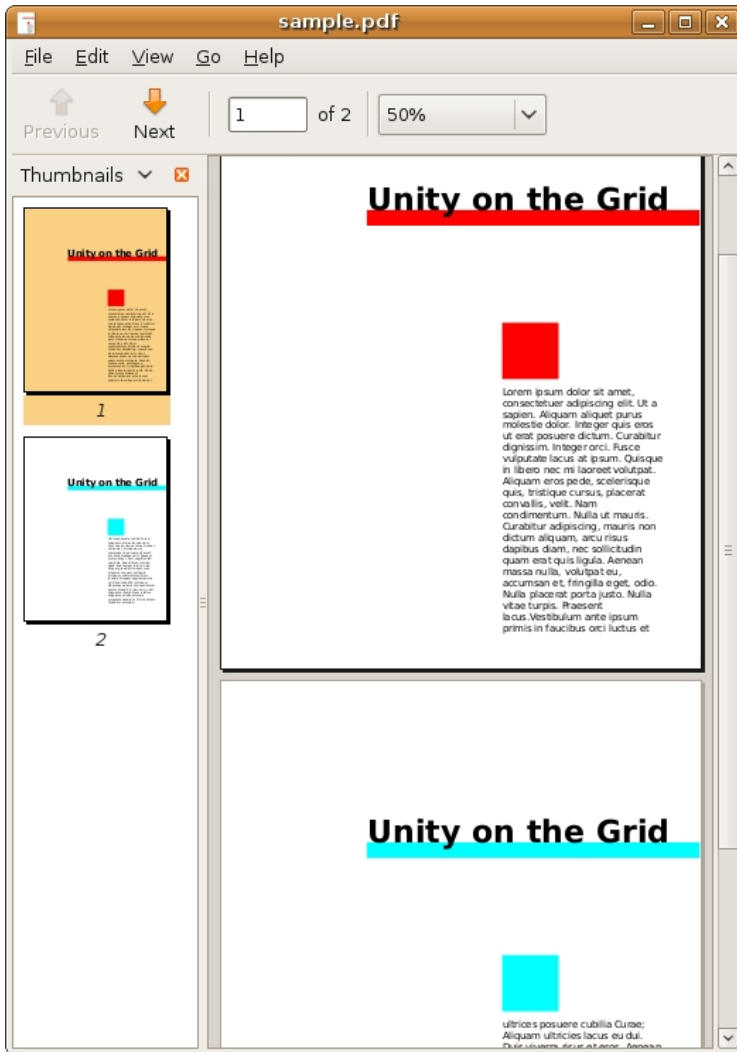 sample.pdf
File Edit View Go Help
Previous Next 1 of 2 50%
Thumbnails
Unity on the Grid
1
Unity on the Grid
2
Unity on the Grid
Lorem ipsum dolor sit amet,
consectetuer adipiscing elit. Ut a
sapien. Aliquam aliquet purus
molestie dolor. Integer quis eros
ut erat posuere dictum. Curabitur
dignissim. Integer orci. Fusce
vulputate lacus at ipsum. Quisque
in libero nec mi laoreet volutpat.
Aliquam eros pede, scelerisque
quis, tristique cursus, placerat
convallis, velit. Nam
condimentum. Nulla ut mauris.
Curabitur adipiscing, mauris non
dictum aliquam, arcu risus
dapibus diam, nec sollicitudin
quam erat quis ligula. Aenean
massa nulla, volutpat eu,
accumsan et, fringilla eget, odio.
Nulla placerat porta justo. Nulla
vitae turpis. Praesent
lacus.Vestibulum ante ipsum
primis in faucibus orci luctus et
Unity on the Grid
ultrices posuere cubilia Curae;
Aliquam ultricies lacus eu dui.
Duis viverra risus et eros. Aenean